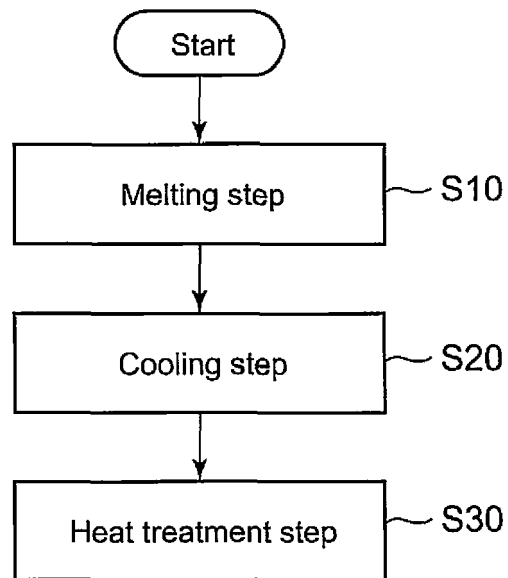 Start
Melting step
S10
Cooling step
S20
Heat treatment step
S30